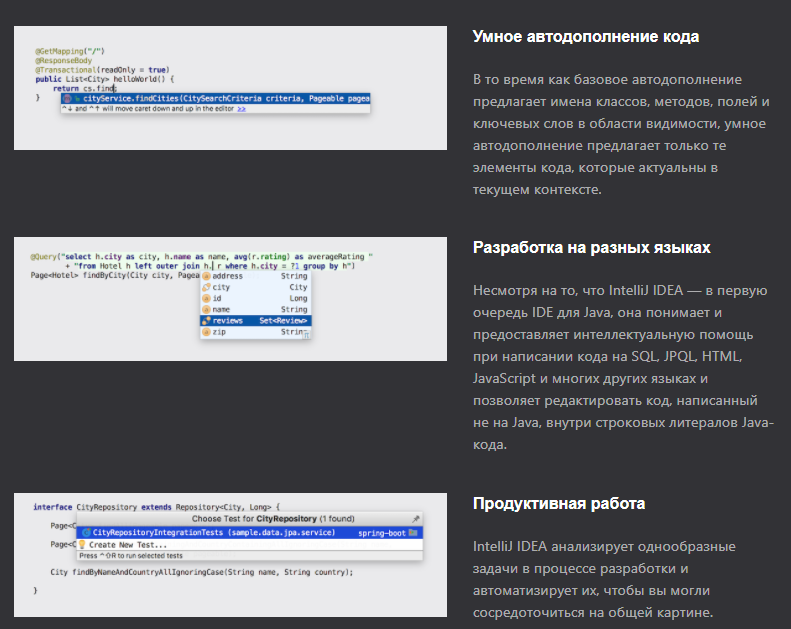 @GetMapping("/")
@ResponseBody
@Transactional(readOnly = true)
public List<City> helloWorld() {
return cs.find;
}
cityService.findCities(CitySearchCriteria criteria, Pageable pagea
^↓ and ^↑ will move caret down and up in the editor >>
Умное автодополнение кода
В то время как базовое автодополнение
предлагает имена классов, методов, полей и
ключевых слов в области видимости, умное
автодополнение предлагает только те
элементы кода, которые актуальны в
текущем контексте.
@Query("select h.city as city, h.name as name, avg(r.rating) as averageRating "
+ "from Hotel h left outer join h. r where h.city = ?1 group by h")
Page<Hotel> findByCity(City city, Pagea
address String
city City
id Long
name String
reviews Set<Review>
zip String
Разработка на разных языках
Несмотря на то, что IntelliJ IDEA — в первую
очередь IDE для Java, она понимает и
предоставляет интеллектуальную помощь
при написании кода на SQL, JPQL, HTML,
JavaScript и многих других языках и
позволяет редактировать код, написанный
не на Java, внутри строковых литералов Java-
кода.
interface CityRepository extends Repository<City, Long> {
Choose Test for CityRepository (1 found)
Page<C
CityRepositoryIntegrationTests (sample.data.jpa.service) spring-boot
Page<C
Create New Test...
Press ^⇧R to run selected tests
City findByNameAndCountryAllIgnoringCase(String name, String country);
}
Продуктивная работа
IntelliJ IDEA анализирует однообразные
задачи в процессе разработки и
автоматизирует их, чтобы вы могли
сосредоточиться на общей картине.